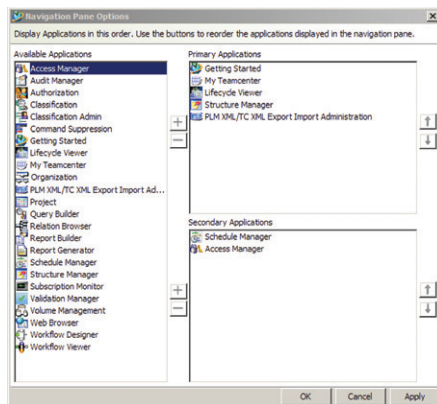 Navigation Pane Options
Display Applications in this order. Use the buttons to reorder the applications displayed in the navigation pane.
Available Applications
Access Manager
Audit Manager
Authorization
Classification
Classification Admin
Command Suppression
Getting Started
Lifecycle Viewer
My Teamcenter
Organization
PLM XML/TC XML Export Import Ad...
Project
Query Builder
Relation Browser
Report Builder
Report Generator
Schedule Manager
Structure Manager
Subscription Monitor
Validation Manager
Volume Management
Web Browser
Workflow Designer
Workflow Viewer
Primary Applications
Getting Started
My Teamcenter
Lifecycle Viewer
Structure Manager
PLM XML/TC XML Export Import Administration
Secondary Applications
Schedule Manager
Access Manager
OK
Cancel
Apply